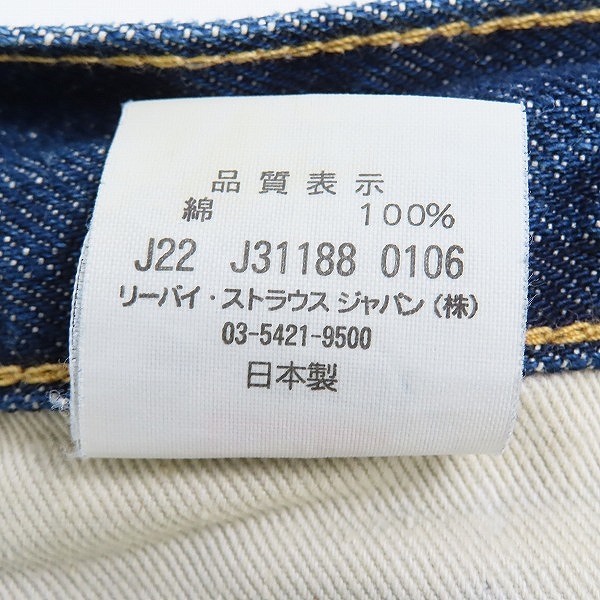 品質表示
綿 100%
J22 J31188 0106
リーバイ・ストラウス ジャパン(株)
03-5421-9500
日本製